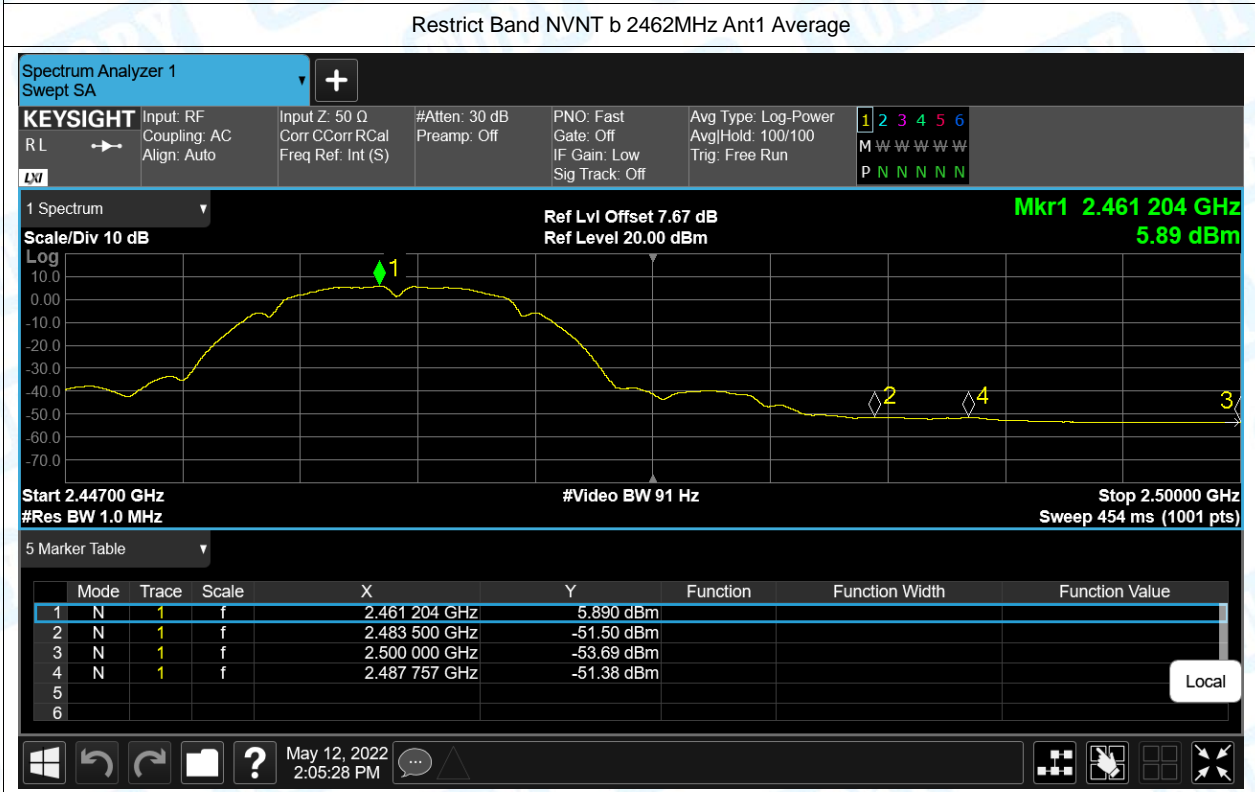 Restrict Band NVNT b 2462MHz Ant1 Average
Spectrum Analyzer 1
Swept SA
KEYSIGHT
R L
LXI
Input: RF
Coupling: AC
Align: Auto
Input Z: 50 Ω
Corr CCorr RCal
Freq Ref: Int (S)
#Atten: 30 dB
Preamp: Off
PNO: Fast
Gate: Off
IF Gain: Low
Sig Track: Off
Avg Type: Log-Power
Avg|Hold: 100/100
Trig: Free Run
1 2 3 4 5 6
M W W W W W
P N N N N N
1 Spectrum
Scale/Div 10 dB
Ref Lvl Offset 7.67 dB
Ref Level 20.00 dBm
Mkr1 2.461 204 GHz
5.89 dBm
Log
10.0
0.00
-10.0
-20.0
-30.0
-40.0
-50.0
-60.0
-70.0
1
2
4
3
Start 2.44700 GHz
#Video BW 91 Hz
Stop 2.50000 GHz
#Res BW 1.0 MHz
Sweep 454 ms (1001 pts)
5 Marker Table
Mode Trace Scale X Y Function Function Width Function Value
1 N 1 f 2.461 204 GHz 5.890 dBm
2 N 1 f 2.483 500 GHz -51.50 dBm
3 N 1 f 2.500 000 GHz -53.69 dBm
4 N 1 f 2.487 757 GHz -51.38 dBm
5
6
Local
?
May 12, 2022
2:05:28 PM